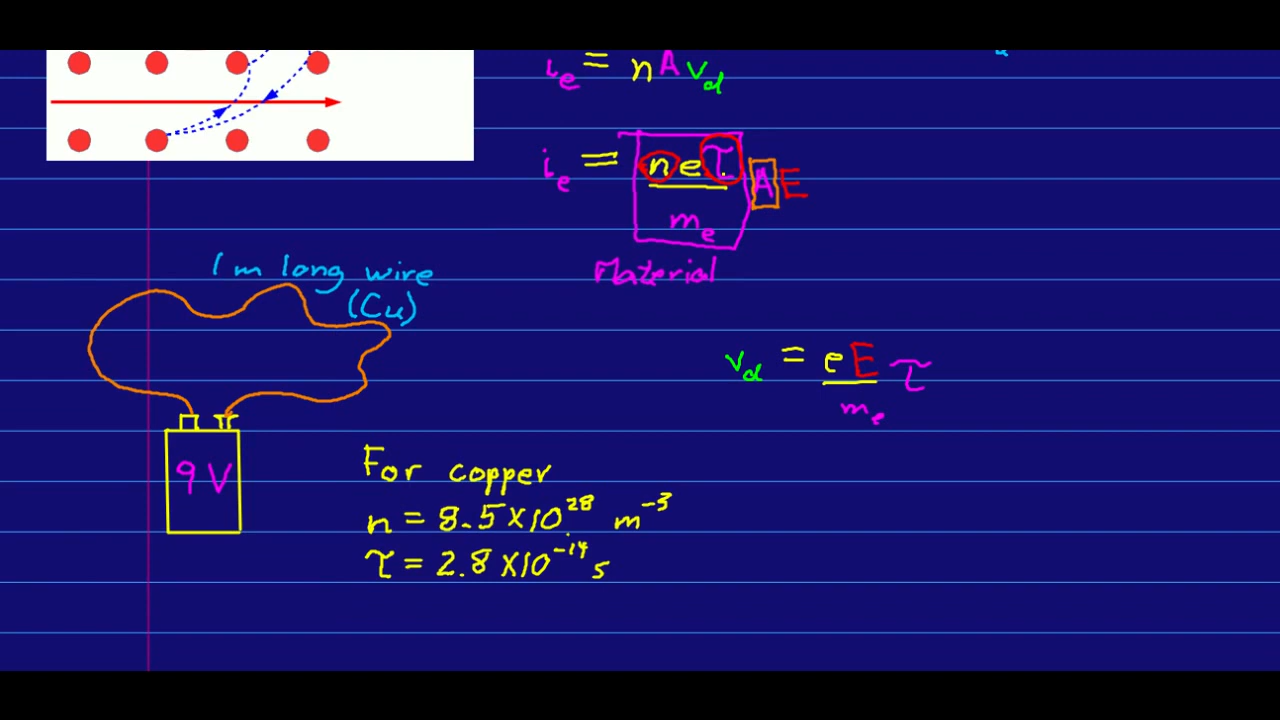 i_e = nAv_d
i_e = neτ/m_e AE
Material
1 m long wire
(Cu)
v_d = eE/m_e τ
9 V
For copper
n = 8.5×10^28 m^-3
τ = 2.8×10^-14 s